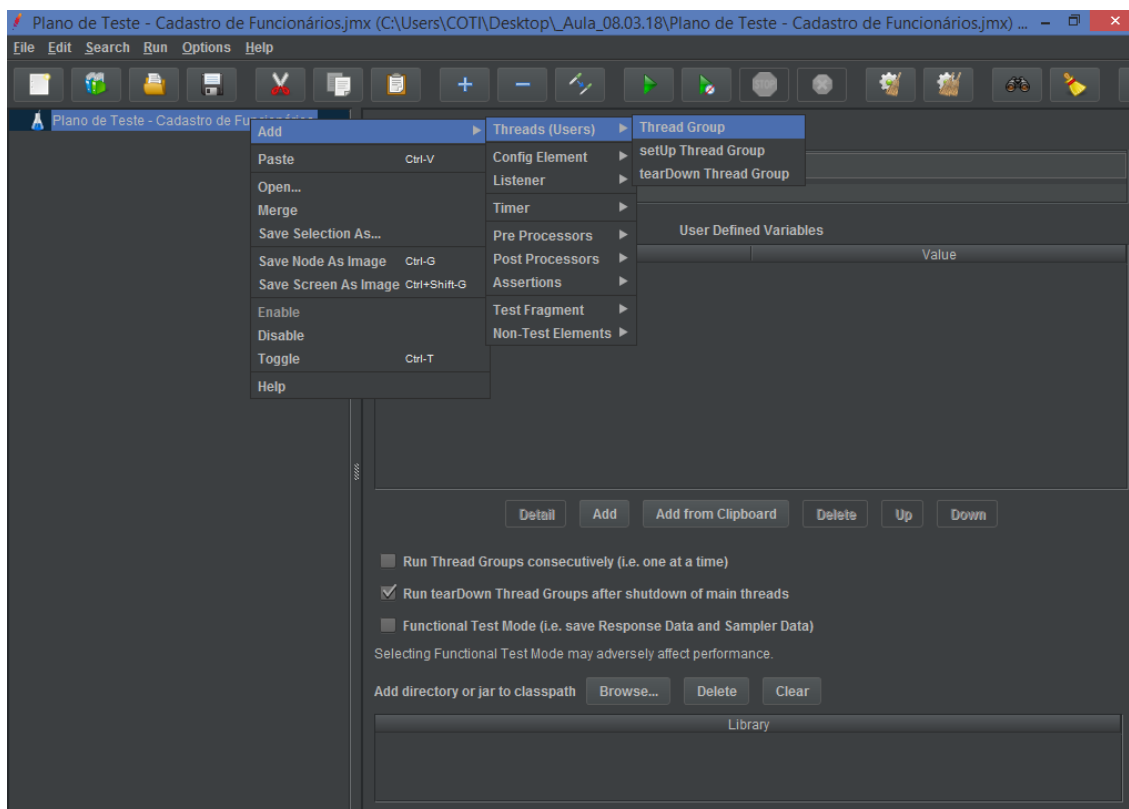 Plano de Teste - Cadastro de Funcionários.jmx (C:\Users\COTI\Desktop\_Aula_08.03.18\Plano de Teste - Cadastro de Funcionários.jmx) ...
File Edit Search Run Options Help
STOP
Plano de Teste - Cadastro de Funcionários
Add
Paste Ctrl-V
Open...
Merge
Save Selection As...
Save Node As Image Ctrl-G
Save Screen As Image Ctrl+Shift-G
Enable
Disable
Toggle Ctrl-T
Help
Threads (Users)
Config Element
Listener
Timer
Pre Processors
Post Processors
Assertions
Test Fragment
Non-Test Elements
Thread Group
setUp Thread Group
tearDown Thread Group
User Defined Variables
Value
Detail Add Add from Clipboard Delete Up Down
Run Thread Groups consecutively (i.e. one at a time)
Run tearDown Thread Groups after shutdown of main threads
Functional Test Mode (i.e. save Response Data and Sampler Data)
Selecting Functional Test Mode may adversely affect performance.
Add directory or jar to classpath Browse... Delete Clear
Library